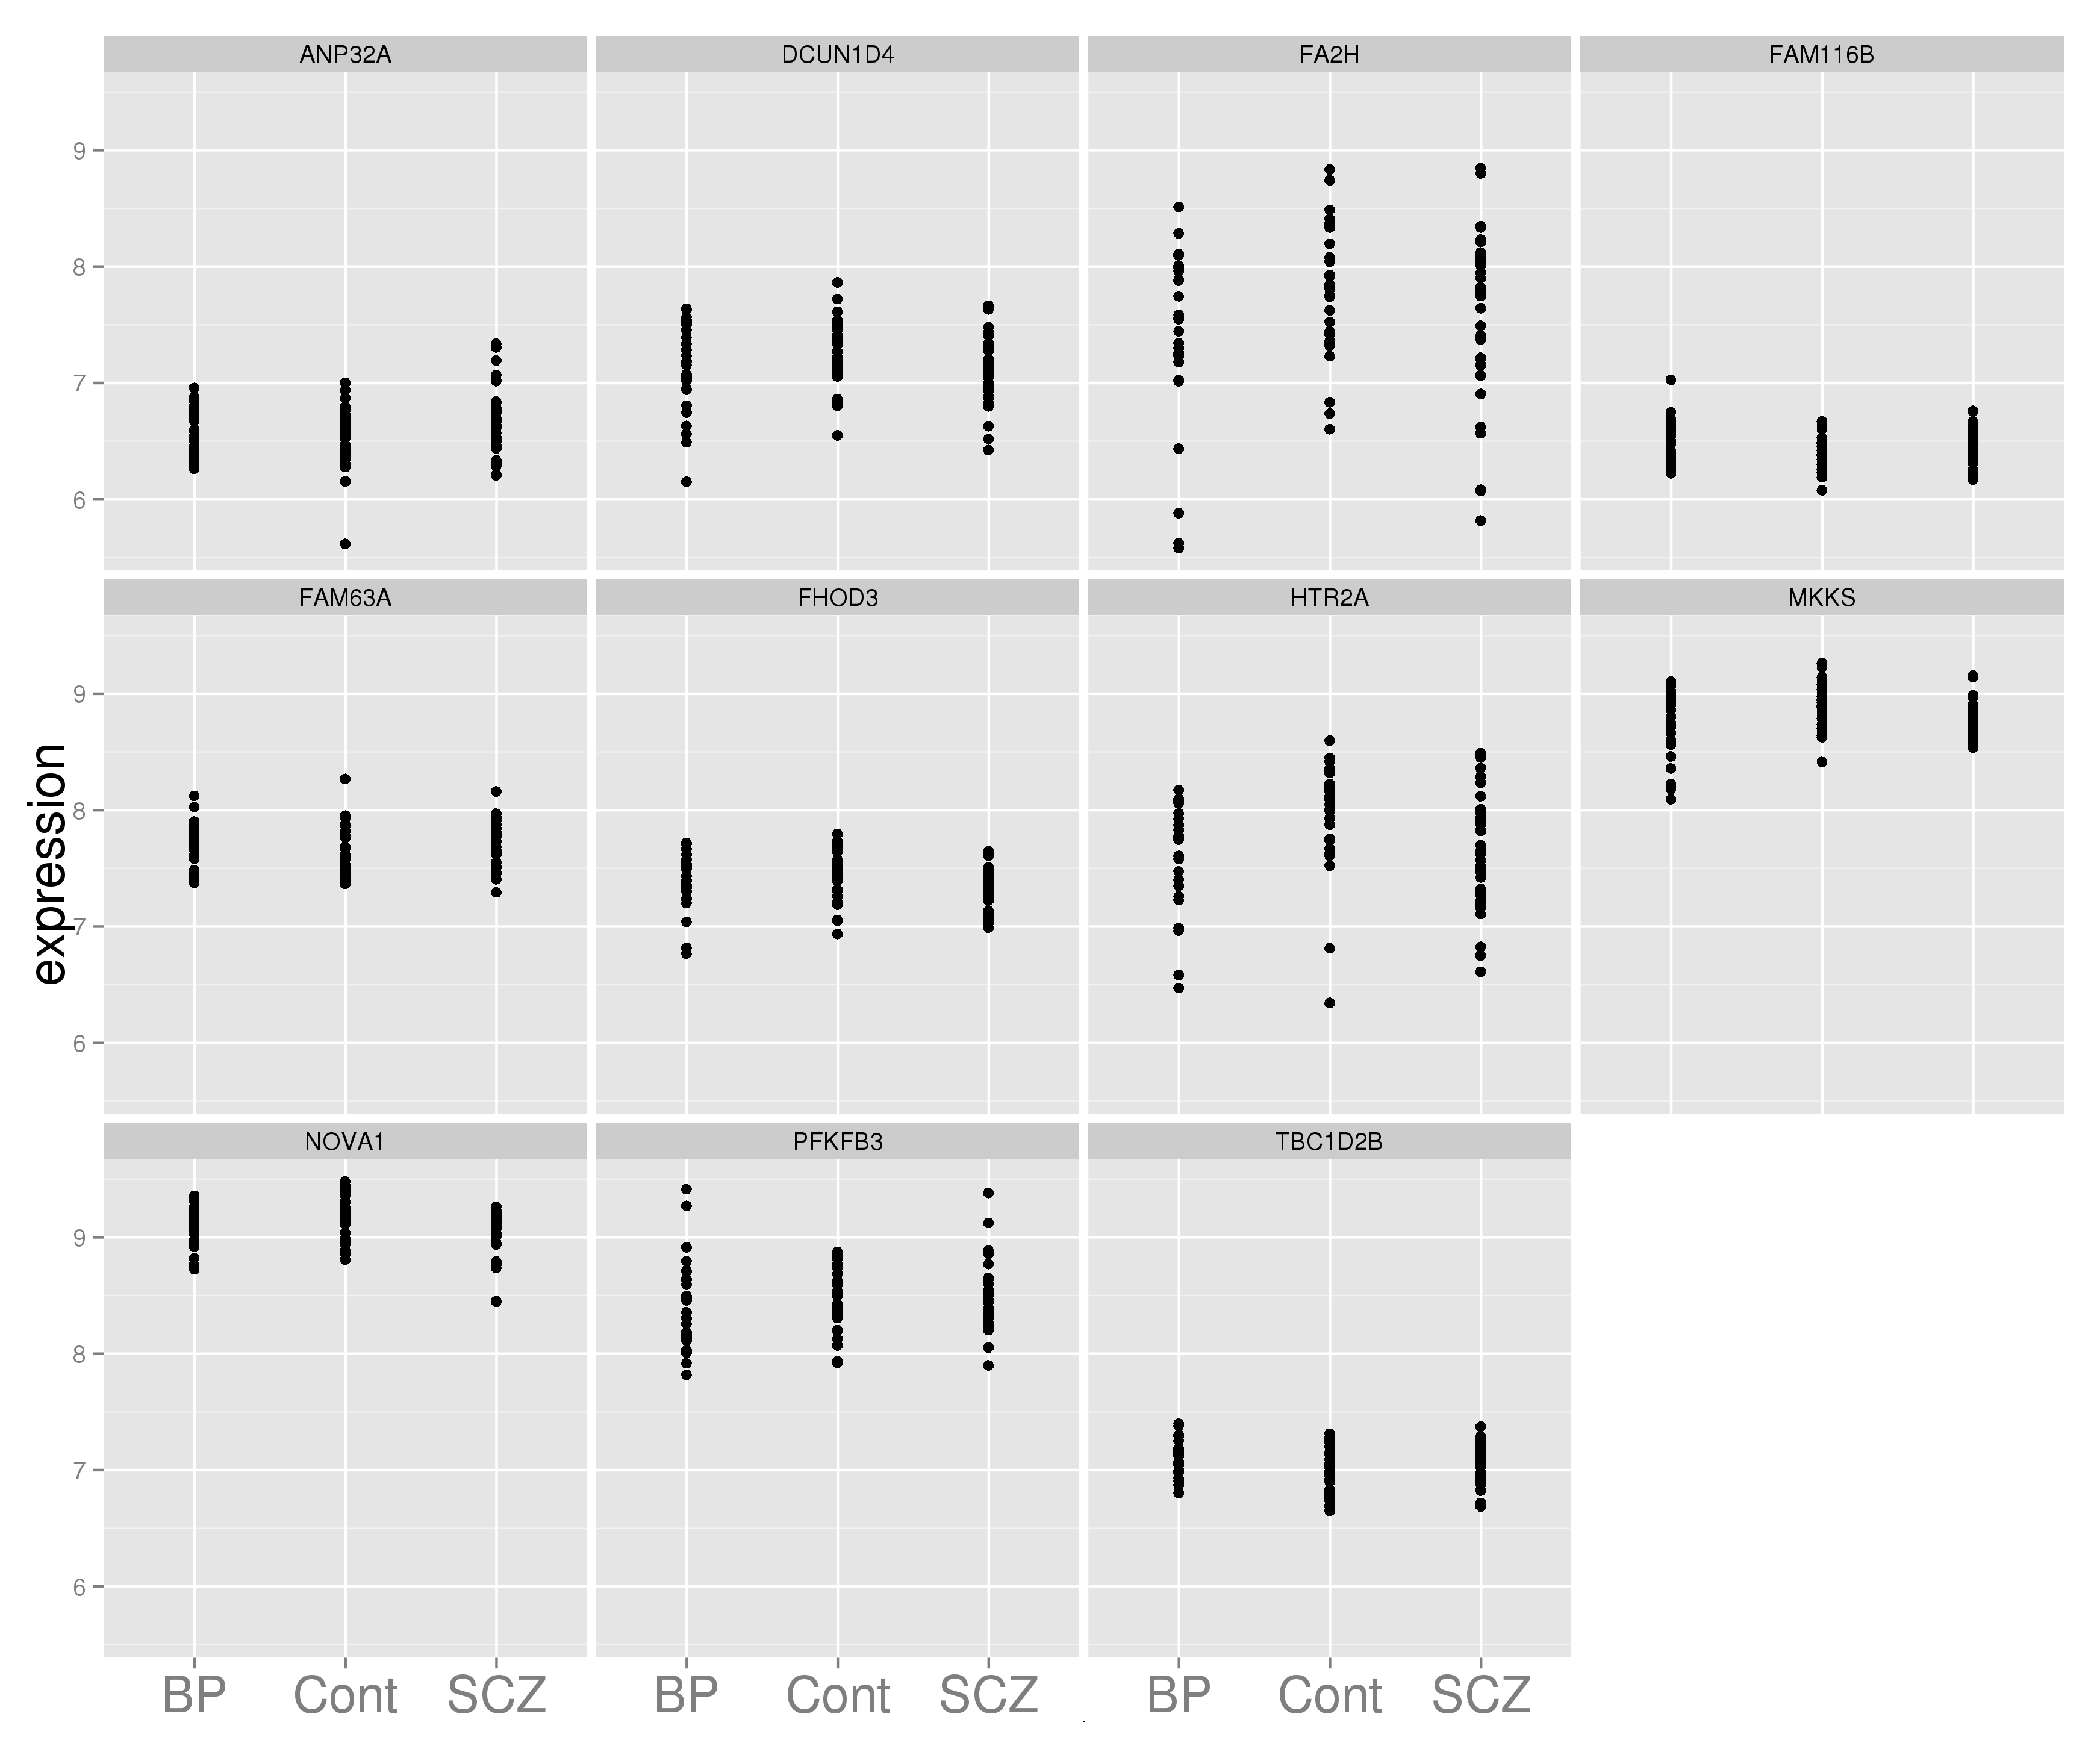 ANP32A DCUN1D4 FA2H FAM116B
9
8
7
6
FAM63A FHOD3 HTR2A MKKS
expression
9
8
7
6
NOVA1 PFKFB3 TBC1D2B
9
8
7
6
BP Cont SCZ BP Cont SCZ BP Cont SCZ